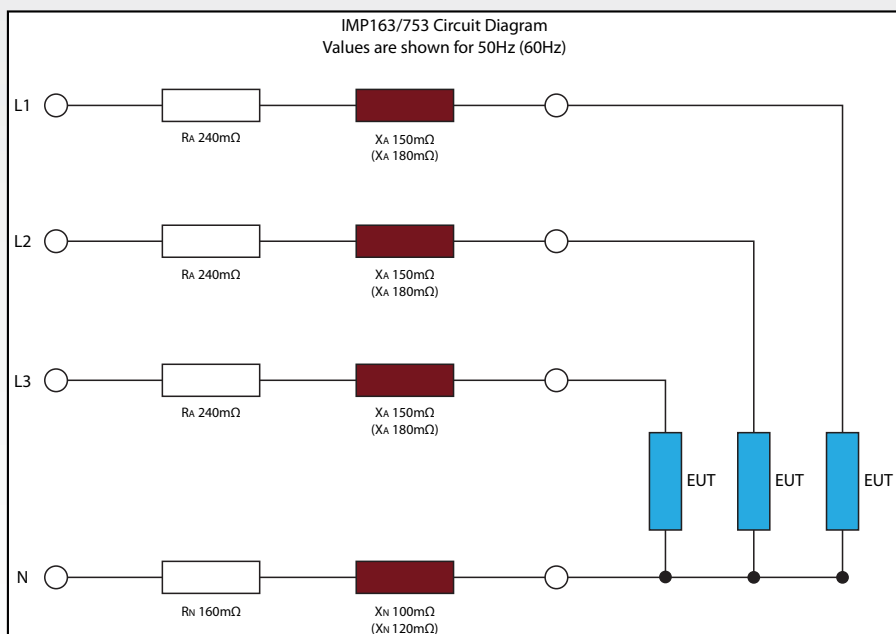 IMP163/753 Circuit Diagram
Values are shown for 50Hz (60Hz)
L1
RA 240mΩ
XA 150mΩ
(XA 180mΩ)
L2
RA 240mΩ
XA 150mΩ
(XA 180mΩ)
L3
RA 240mΩ
XA 150mΩ
(XA 180mΩ)
EUT
EUT
EUT
N
RN 160mΩ
XN 100mΩ
(XN 120mΩ)